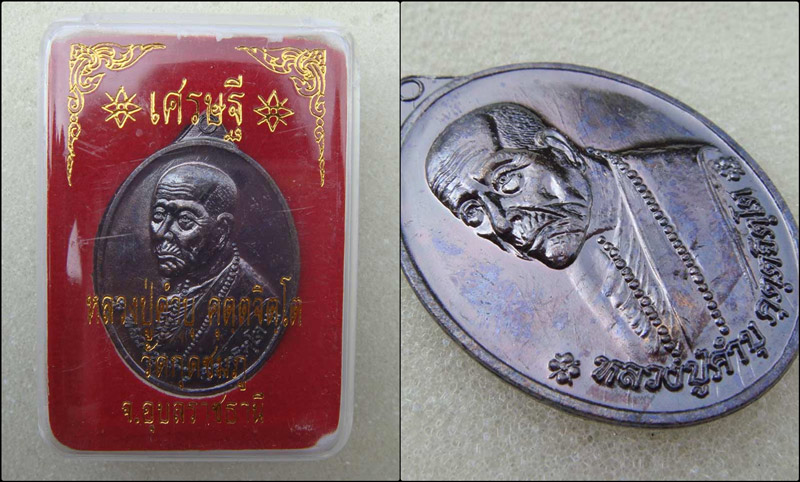 เศรษฐี
หลวงปู่คำบุ คุตตจิตโต
วัดกุดชมภู
จ.อุบลราชธานี
หลวงปู่คำบุ คุตฺตจิตฺโต